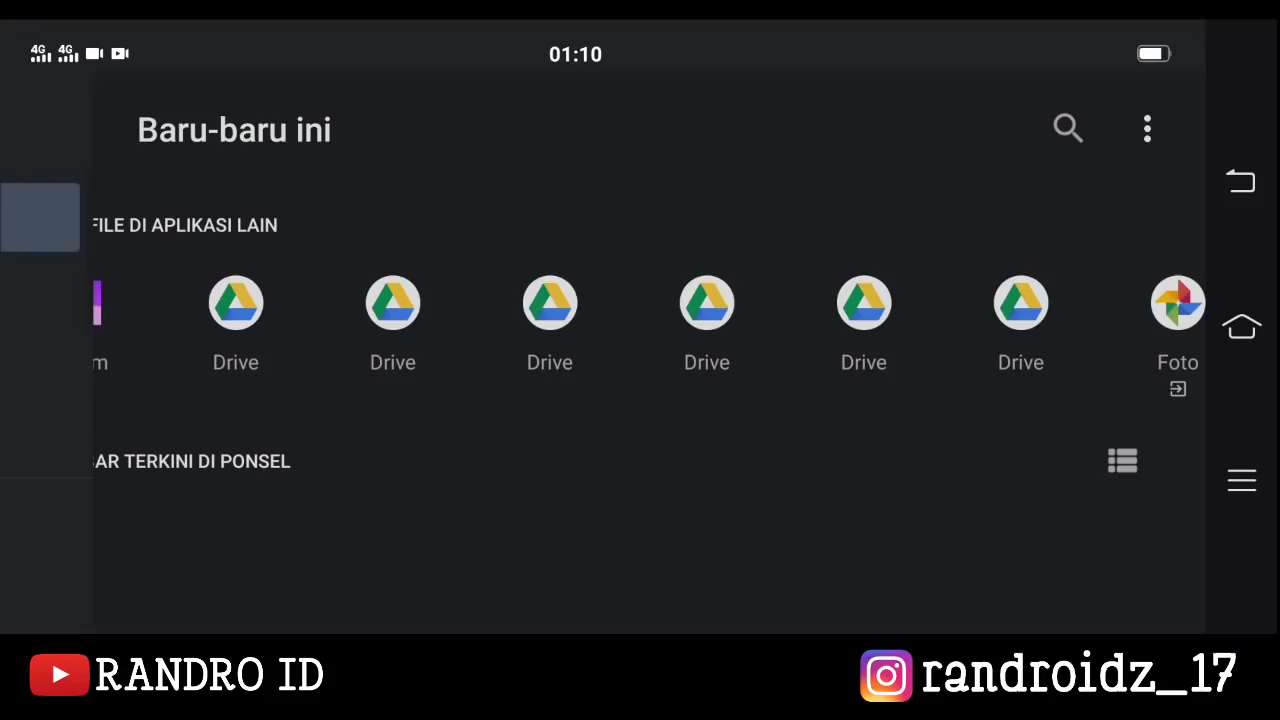 4G 4G 01:10
Baru-baru ini
FILE DI APLIKASI LAIN
m Drive Drive Drive Drive Drive Drive Foto
AR TERKINI DI PONSEL
RANDRO ID randroidz_17